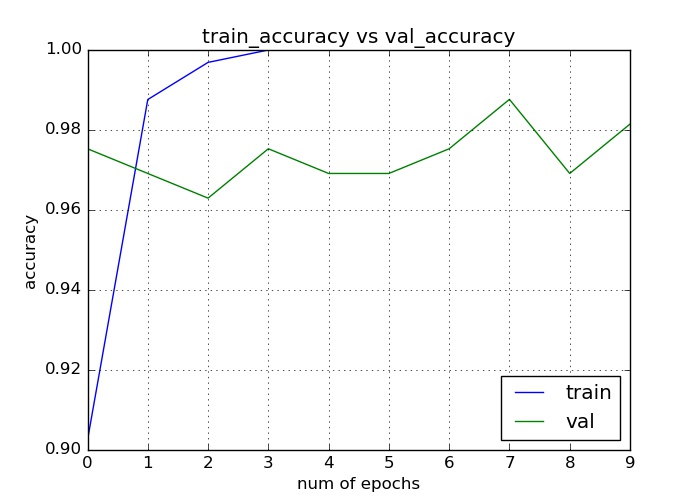 train_accuracy vs val_accuracy
1.00
0.98
0.96
0.94
0.92
0.90
accuracy
train
val
0 1 2 3 4 5 6 7 8 9
num of epochs